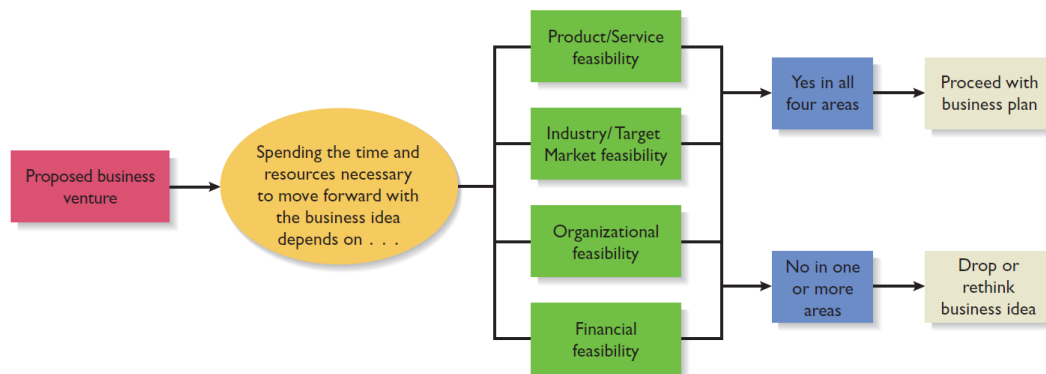 Proposed business
venture
Spending the time and
resources necessary
to move forward with
the business idea
depends on . . .
Product/Service
feasibility
Industry/ Target
Market feasibility
Organizational
feasibility
Financial
feasibility
Yes in all
four areas
Proceed with
business plan
No in one
or more
areas
Drop or
rethink
business idea